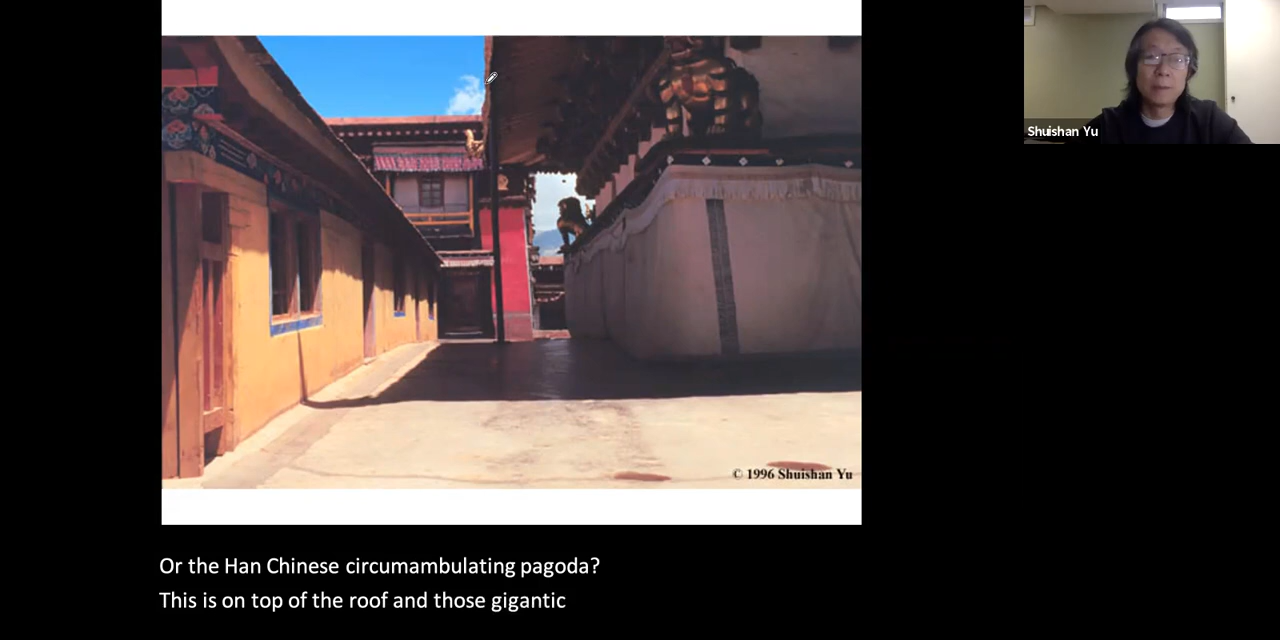 Shuishan Yu
© 1996 Shuishan Yu
Or the Han Chinese circumambulating pagoda?
This is on top of the roof and those gigantic